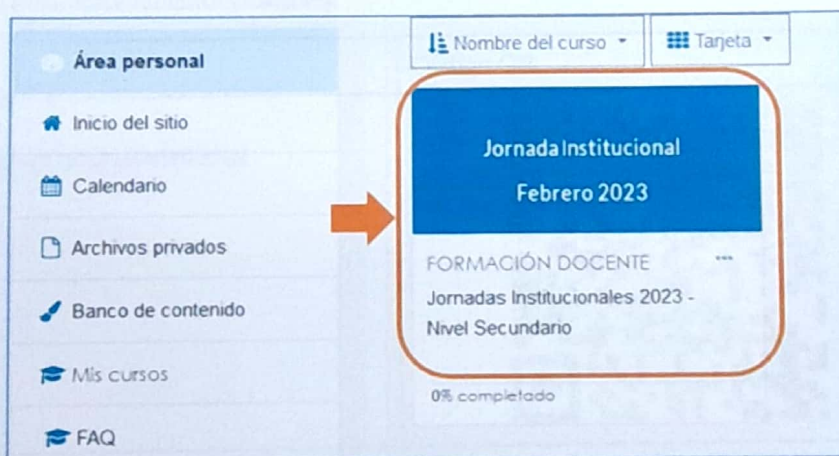 Área personal
Inicio del sitio
Calendario
Archivos privados
Banco de contenido
Mis cursos
FAQ
Nombre del curso
Tarjeta
Jornada Institucional
Febrero 2023
FORMACIÓN DOCENTE ...
Jornadas Institucionales 2023 -
Nivel Secundario
0% completado